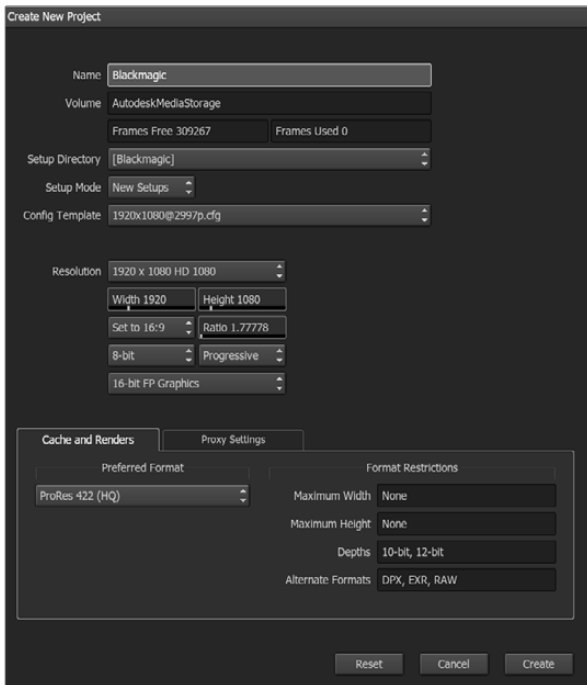 Create New Project
Name Blackmagic
Volume AutodeskMediaStorage
Frames Free 309267 Frames Used 0
Setup Directory [Blackmagic]
Setup Mode New Setups
Config Template 1920x1080@2997p.cfg
Resolution 1920 x 1080 HD 1080
Width 1920 Height 1080
Set to 16:9 Ratio 1.77778
8-bit Progressive
16-bit FP Graphics
Cache and Renders Proxy Settings
Preferred Format Format Restrictions
ProRes 422 (HQ) Maximum Width None
Maximum Height None
Depths 10-bit, 12-bit
Alternate Formats DPX, EXR, RAW
Reset Cancel Create